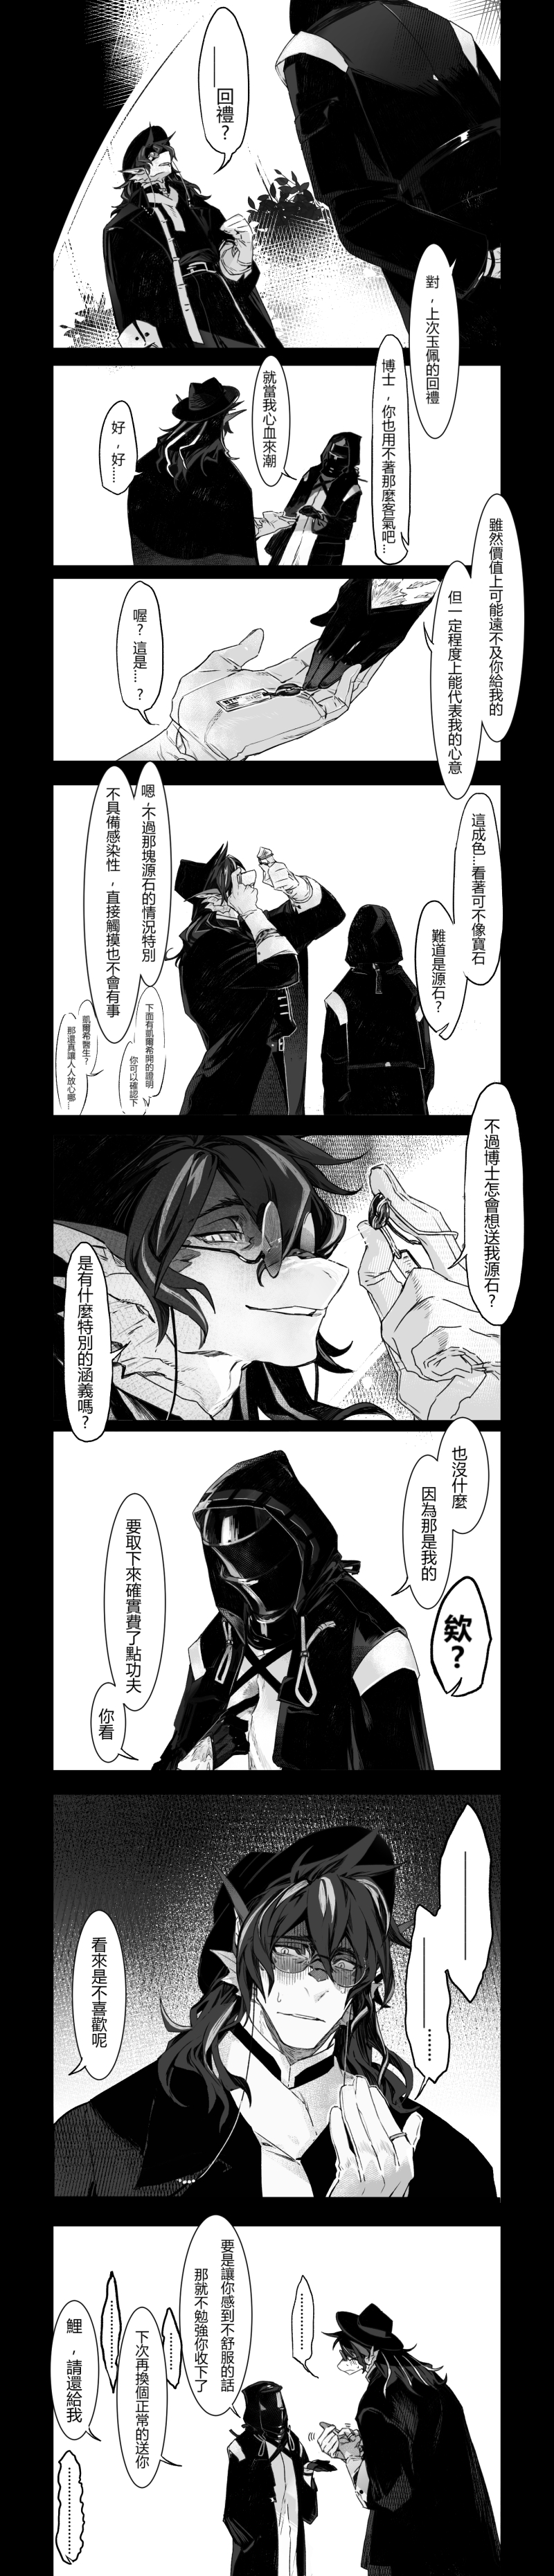 ——回禮？
對，上次玉佩的回禮
博士，你也用不著那麼客氣吧…
就當我心血來潮
好，好……
雖然價值上可能遠不及你給我的
但一定程度上能代表我的心意
喔？這是……？
這成色…看著可不像寶石
難道是源石？
嗯，不過那塊源石的情況特別
不具備感染性，直接觸摸也不會有事
下面有凱爾希開的證明
你可以確認下
凱爾希醫生？
那還真讓人放心哪…
不過博士怎會想送我源石？
是有什麼特別的涵義嗎？
也沒什麼
因為那是我的
欸？
要取下來確實費了點功夫
你看
————
————……
看來是不喜歡呢
…………
要是讓你感到不舒服的話
那就不勉強你收下了
…………
下次再換個正常的送你
…………
鯉，請還給我
………………